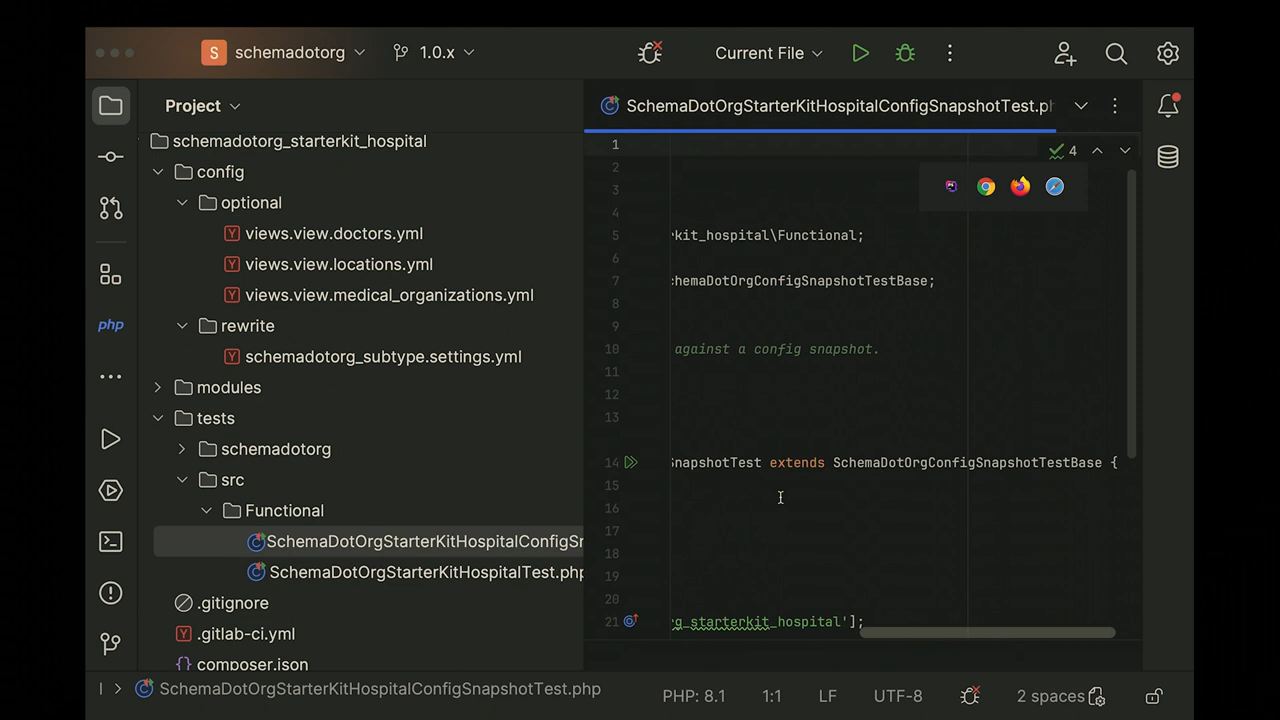 S schemadotorg 1.0.x Current File
Project
SchemaDotOrgStarterKitHospitalConfigSnapshotTest.ph
schemadotorg_starterkit_hospital
config
optional
views.view.doctors.yml
views.view.locations.yml
views.view.medical_organizations.yml
rewrite
schemadotorg_subtype.settings.yml
modules
tests
schemadotorg
src
Functional
SchemaDotOrgStarterKitHospitalConfigSn
SchemaDotOrgStarterKitHospitalTest.php
.gitignore
.gitlab-ci.yml
composer.json
php
4
1
2
3
4
5 kit_hospital\Functional;
6
7 chemaDotOrgConfigSnapshotTestBase;
8
9
10 against a config snapshot.
11
12
13
14 SnapshotTest extends SchemaDotOrgConfigSnapshotTestBase {
15
16
17
18
19
20
21 g_starterkit_hospital'];
SchemaDotOrgStarterKitHospitalConfigSnapshotTest.php
PHP: 8.1 1:1 LF UTF-8 2 spaces